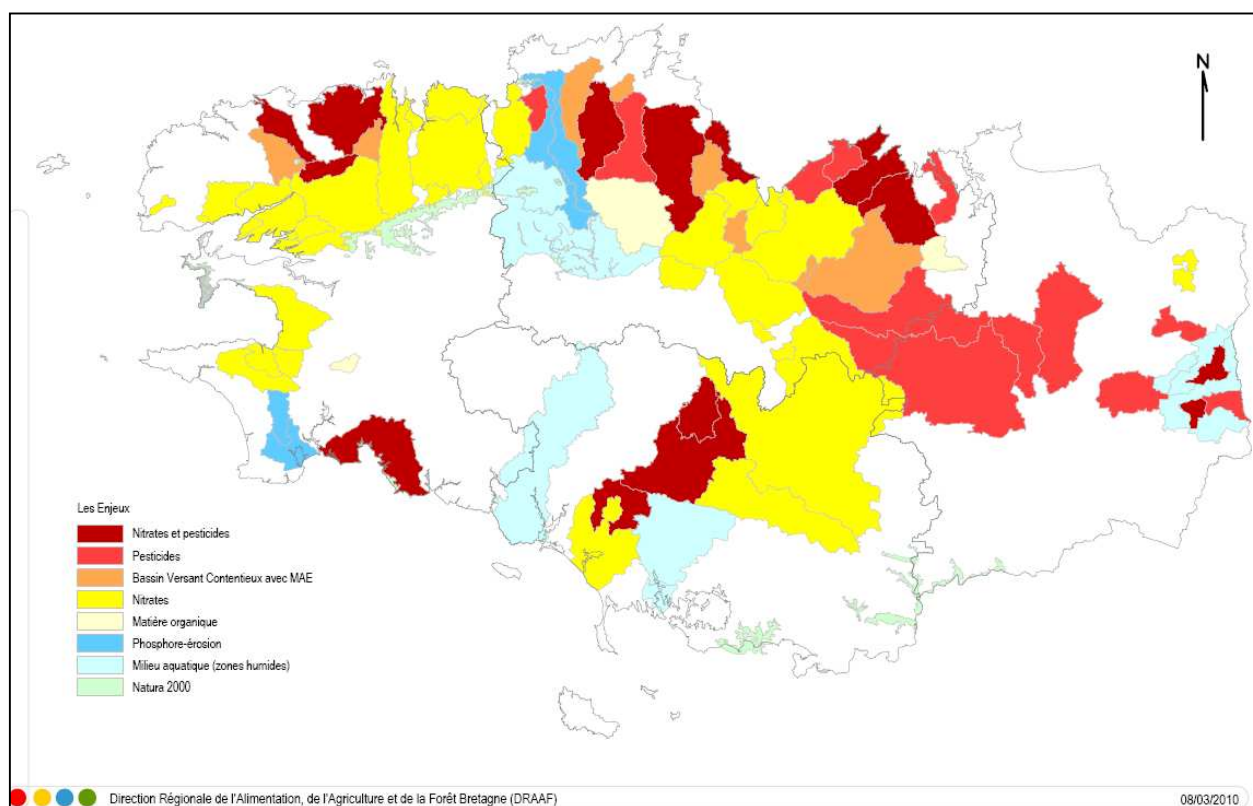 N
Les Enjeux
Nitrates et pesticides
Pesticides
Bassin Versant Contentieux avec MAE
Nitrates
Matière organique
Phosphore-érosion
Milieu aquatique (zones humides)
Natura 2000
Direction Régionale de l'Alimentation, de l'Agriculture et de la Forêt Bretagne (DRAAF)
08/03/2010